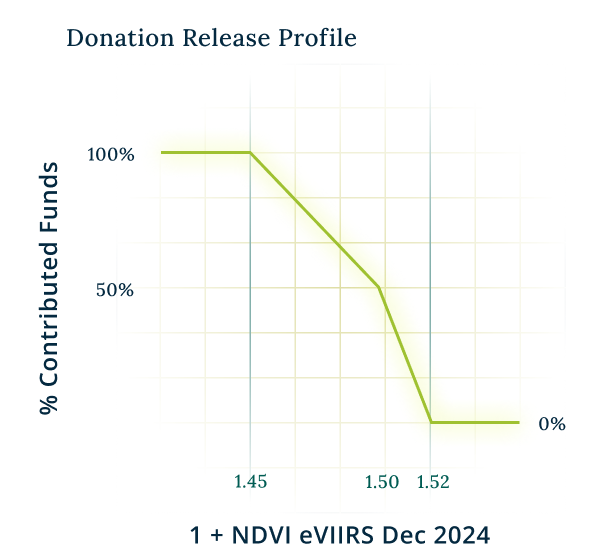 Donation Release Profile
100%
50%
0%
% Contributed Funds
1.45
1.50
1.52
1 + NDVI eVIIRS Dec 2024